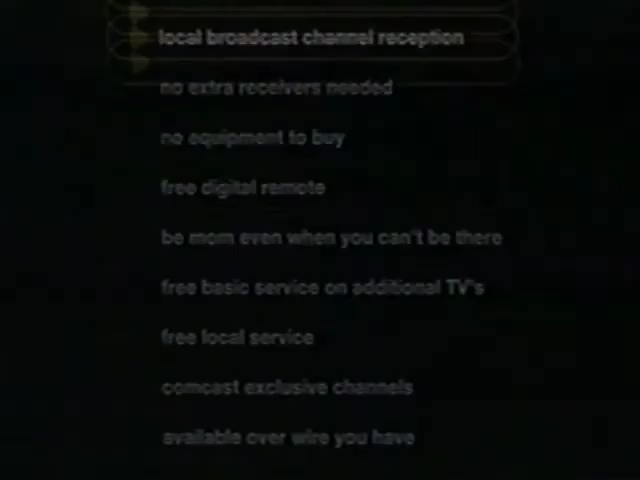 local broadcast channel reception
no extra receivers needed
no equipment to buy
free digital remote
be mom even when you can't be there
free basic service on additional TV's
free local service
comcast exclusive channels
available over wire you have